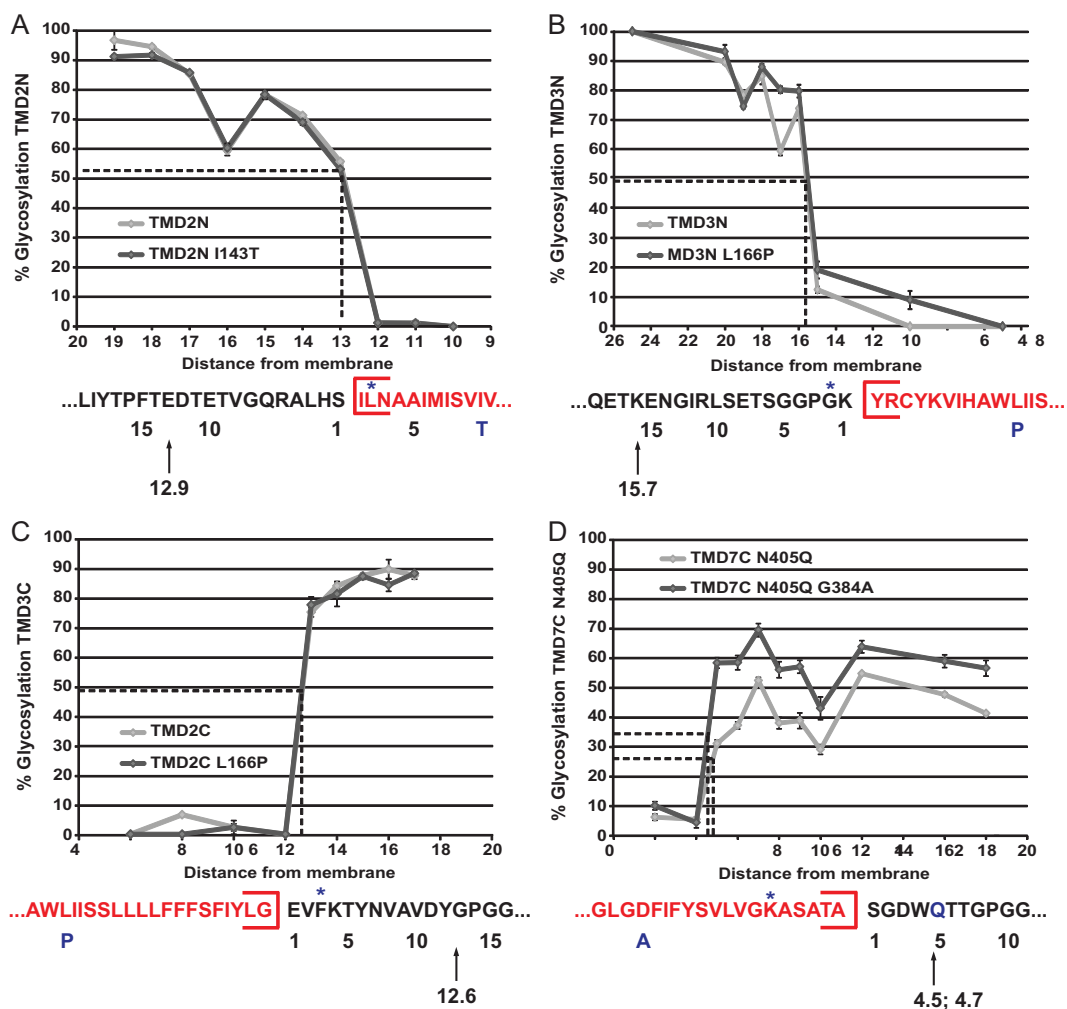 A
% Glycosylation TMD2N
100
90
80
70
60
50
40
30
20
10
0
TMD2N
TMD2N I143T
20 19 18 17 16 15 14 13 12 11 10 9
Distance from membrane
...LIYTPFTEDTETVGQRALHS ILNAAIMISVIV...
*
15 10 1 5 T
12.9
B
% Glycosylation TMD3N
100
90
80
70
60
50
40
30
20
10
0
TMD3N
MD3N L166P
26 24 22 20 18 16 14 12 10 6 4 8
Distance from membrane
...QETKENGIRLSETSGGPGK YRCYKVIHAWLIIS...
*
15 10 5 1 P
15.7
C
% Glycosylation TMD3C
100
90
80
70
60
50
40
30
20
10
0
TMD2C
TMD2C L166P
4 8 10 6 12 14 16 18 20
Distance from membrane
...AWLIISSLLLLFFFSFIYLG EVFKTYNVAVDYGPGG...
*
P 1 5 10 15
12.6
D
% Glycosylation TMD7C N405Q
100
90
80
70
60
50
40
30
20
10
0
TMD7C N405Q
TMD7C N405Q G384A
0 8 10 6 12 4 14 16 2 18 20
Distance from membrane
...GLGDFIFYSVLVGKASATA SGDWQTTGPGG...
*
A 1 5 10
4.5; 4.7